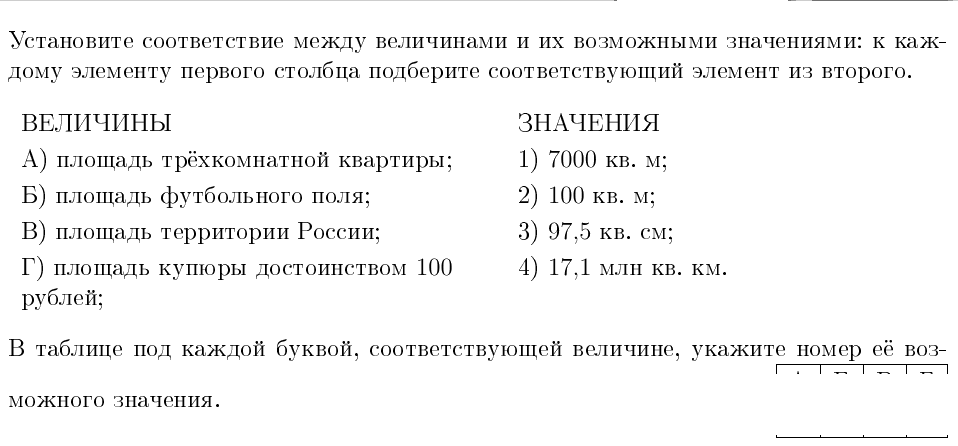 Установите соответствие между величинами и их возможными значениями: к каж-
дому элементу первого столбца подберите соответствующий элемент из второго.
ВЕЛИЧИНЫ
А) площадь трёхкомнатной квартиры;
Б) площадь футбольного поля;
В) площадь территории России;
Г) площадь купюры достоинством 100
рублей;
ЗНАЧЕНИЯ
1) 7000 кв. м;
2) 100 кв. м;
3) 97,5 кв. см;
4) 17,1 млн кв. км.
В таблице под каждой буквой, соответствующей величине, укажите номер её воз-
можного значения.